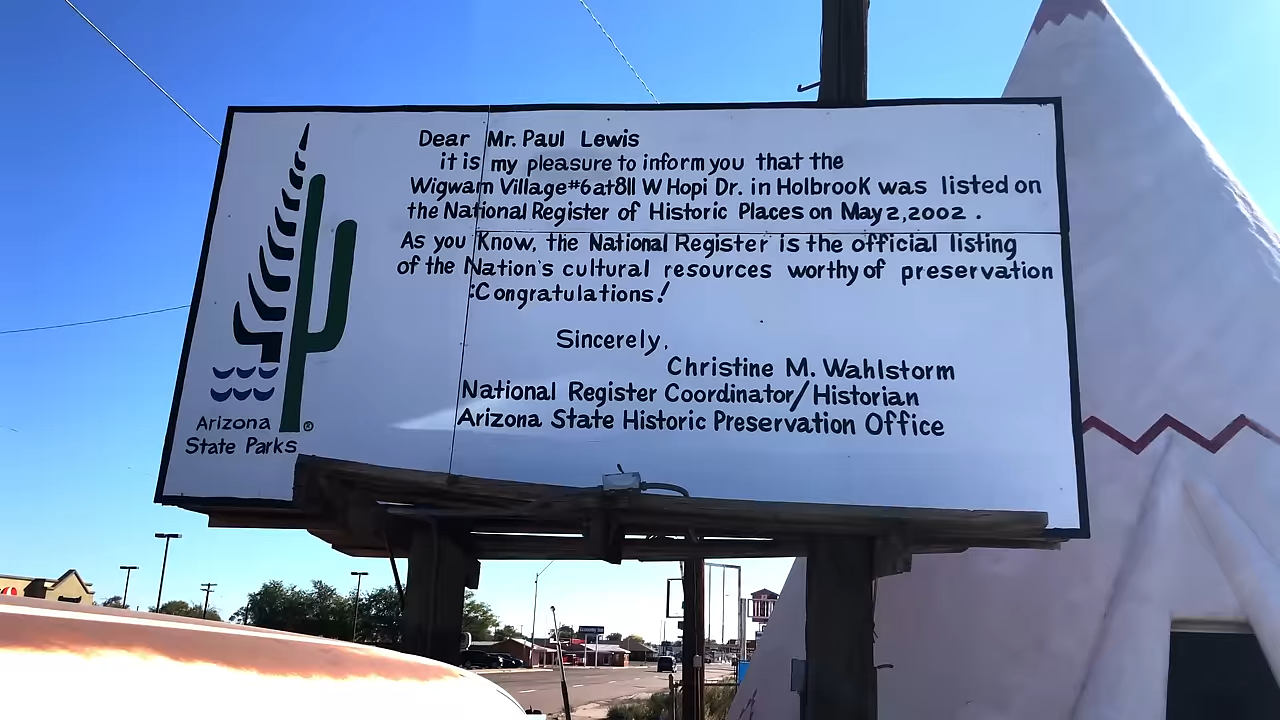 Dear Mr. Paul Lewis
it is my pleasure to inform you that the
Wigwam Village #6 at 811 W Hopi Dr. in Holbrook was listed on
the National Register of Historic Places on May 2, 2002 .
As you Know, the National Register is the official listing
of the Nation's cultural resources worthy of preservation
:Congratulations!
Sincerely,
Christine M. Wahlstorm
National Register Coordinator/Historian
Arizona State Historic Preservation Office
Arizona
State Parks ®